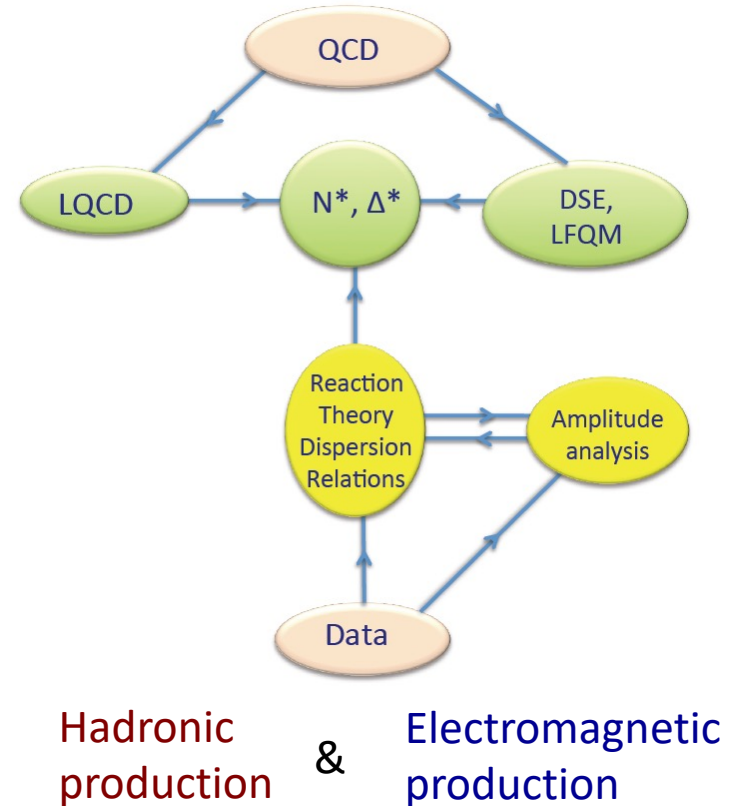 QCD
LQCD
N*, Δ*
DSE,
LFQM
Reaction
Theory
Dispersion
Relations
Amplitude
analysis
Data
Hadronic
production
&
Electromagnetic
production